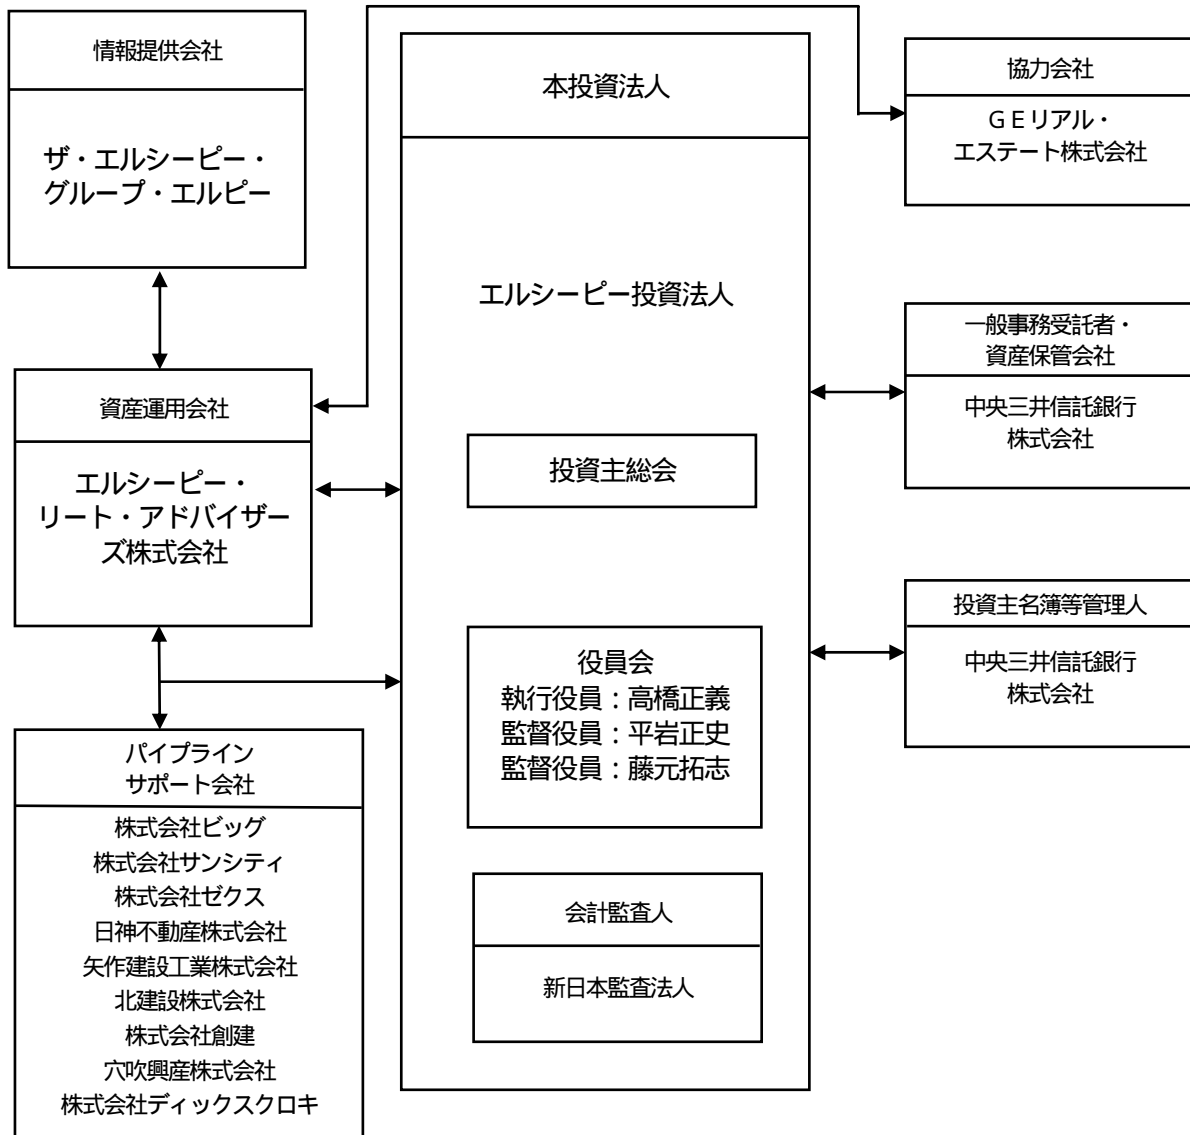 情報提供会社
ザ・エルシーピー・
グループ・エルピー
資産運用会社
エルシーピー・
リート・アドバイザー
ズ株式会社
パイプライン
サポート会社
株式会社ビッグ
株式会社サンシティ
株式会社ゼクス
日神不動産株式会社
矢作建設工業株式会社
北建設株式会社
株式会社創建
穴吹興産株式会社
株式会社ディックスクロキ
本投資法人
エルシーピー投資法人
投資主総会
役員会
執行役員：高橋正義
監督役員：平岩正史
監督役員：藤元拓志
会計監査人
新日本監査法人
協力会社
ＧＥリアル・
エステート株式会社
一般事務受託者・
資産保管会社
中央三井信託銀行
株式会社
投資主名簿等管理人
中央三井信託銀行
株式会社